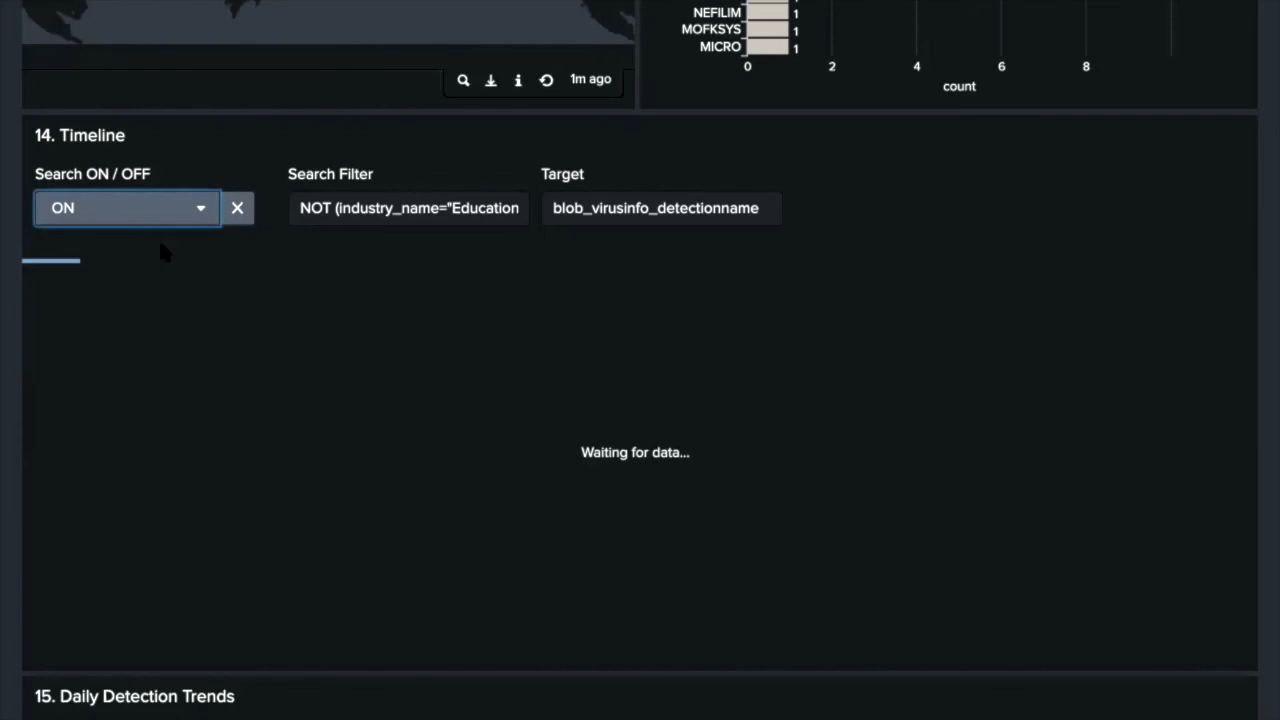 NEFILIM 1
MOFKSYS 1
MICRO 1
0 2 4 6 8
count
1m ago
14. Timeline
Search ON / OFF
Search Filter
Target
ON
NOT (industry_name="Education
blob_virusinfo_detectionname
Waiting for data...
15. Daily Detection Trends